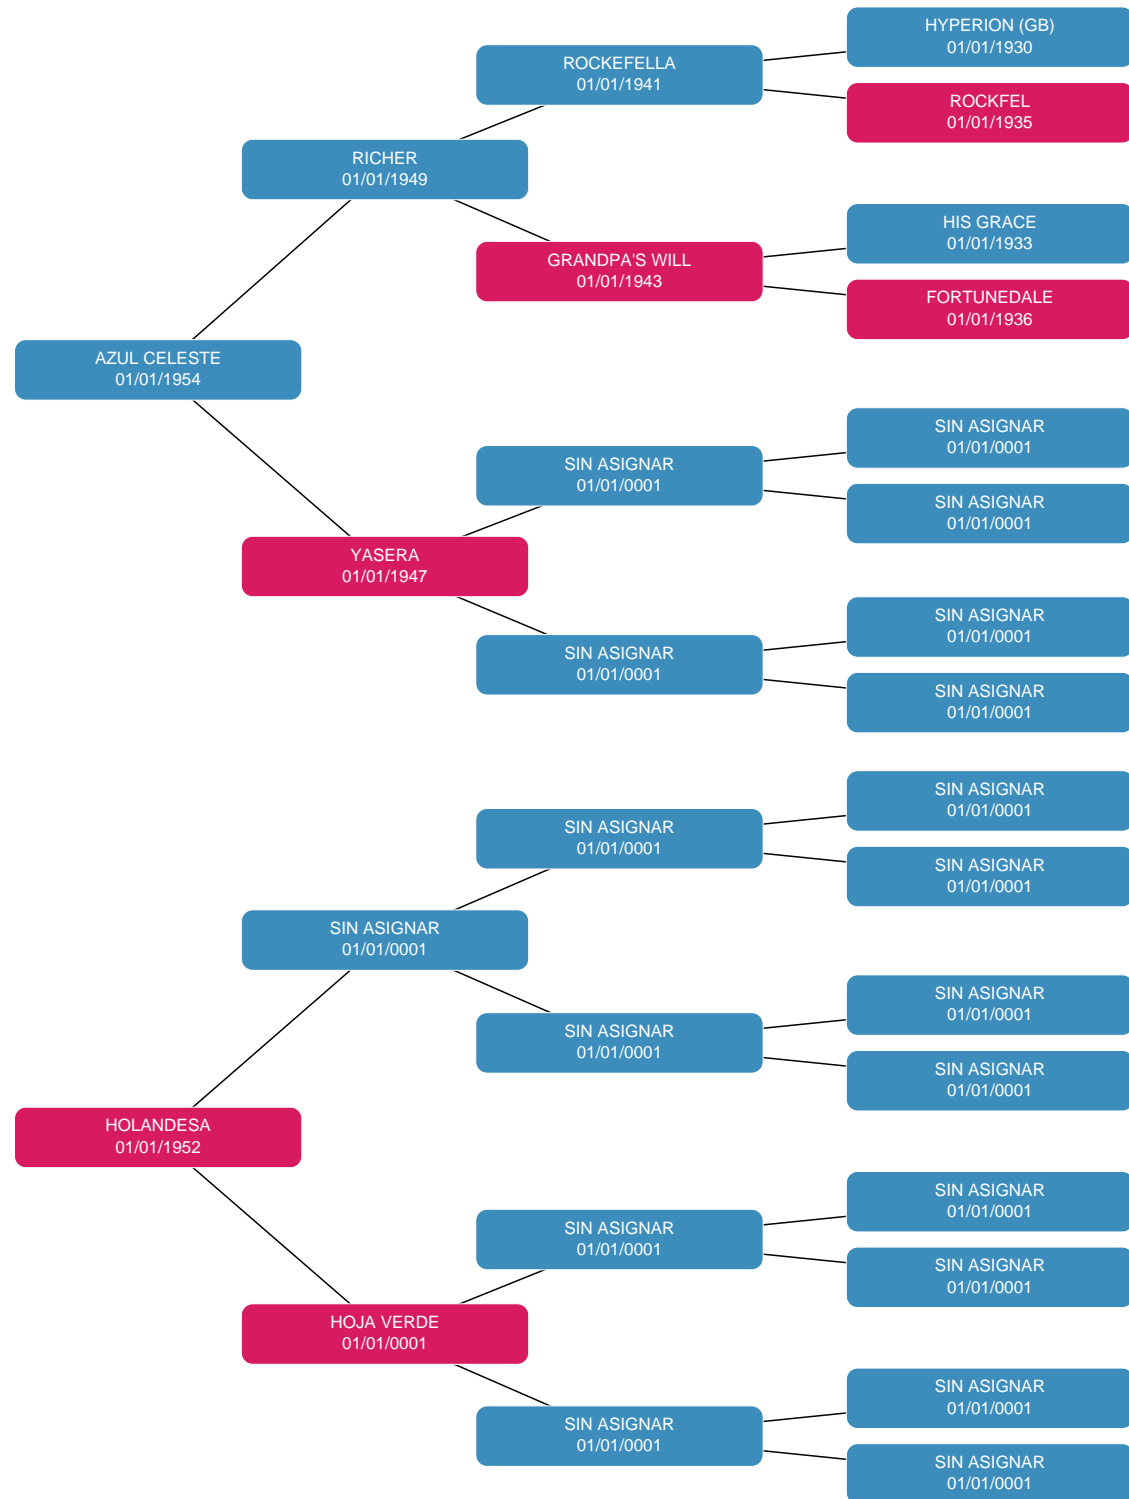 HYPERION (GB)
01/01/1930
ROCKEFELLA
01/01/1941
ROCKFEL
01/01/1935
RICHER
01/01/1949
HIS GRACE
01/01/1933
GRANDPA'S WILL
01/01/1943
FORTUNEDALE
01/01/1936
AZUL CELESTE
01/01/1954
SIN ASIGNAR
01/01/0001
SIN ASIGNAR
01/01/0001
SIN ASIGNAR
01/01/0001
YASERA
01/01/1947
SIN ASIGNAR
01/01/0001
SIN ASIGNAR
01/01/0001
SIN ASIGNAR
01/01/0001
SIN ASIGNAR
01/01/0001
SIN ASIGNAR
01/01/0001
SIN ASIGNAR
01/01/0001
SIN ASIGNAR
01/01/0001
SIN ASIGNAR
01/01/0001
SIN ASIGNAR
01/01/0001
SIN ASIGNAR
01/01/0001
HOLANDESA
01/01/1952
SIN ASIGNAR
01/01/0001
SIN ASIGNAR
01/01/0001
SIN ASIGNAR
01/01/0001
HOJA VERDE
01/01/0001
SIN ASIGNAR
01/01/0001
SIN ASIGNAR
01/01/0001
SIN ASIGNAR
01/01/0001